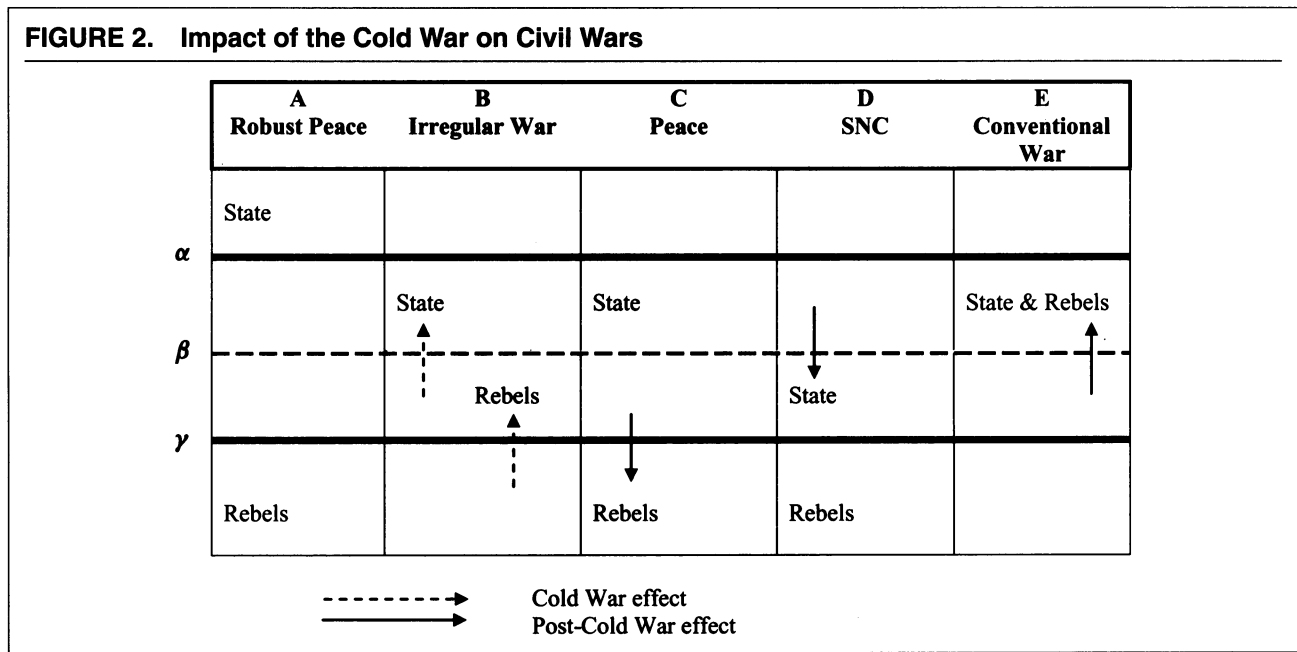 FIGURE 2. Impact of the Cold War on Civil Wars
A B C D E
Robust Peace Irregular War Peace SNC Conventional
War
State
α
State State State & Rebels
β
Rebels State
γ
Rebels Rebels Rebels
Cold War effect
Post-Cold War effect